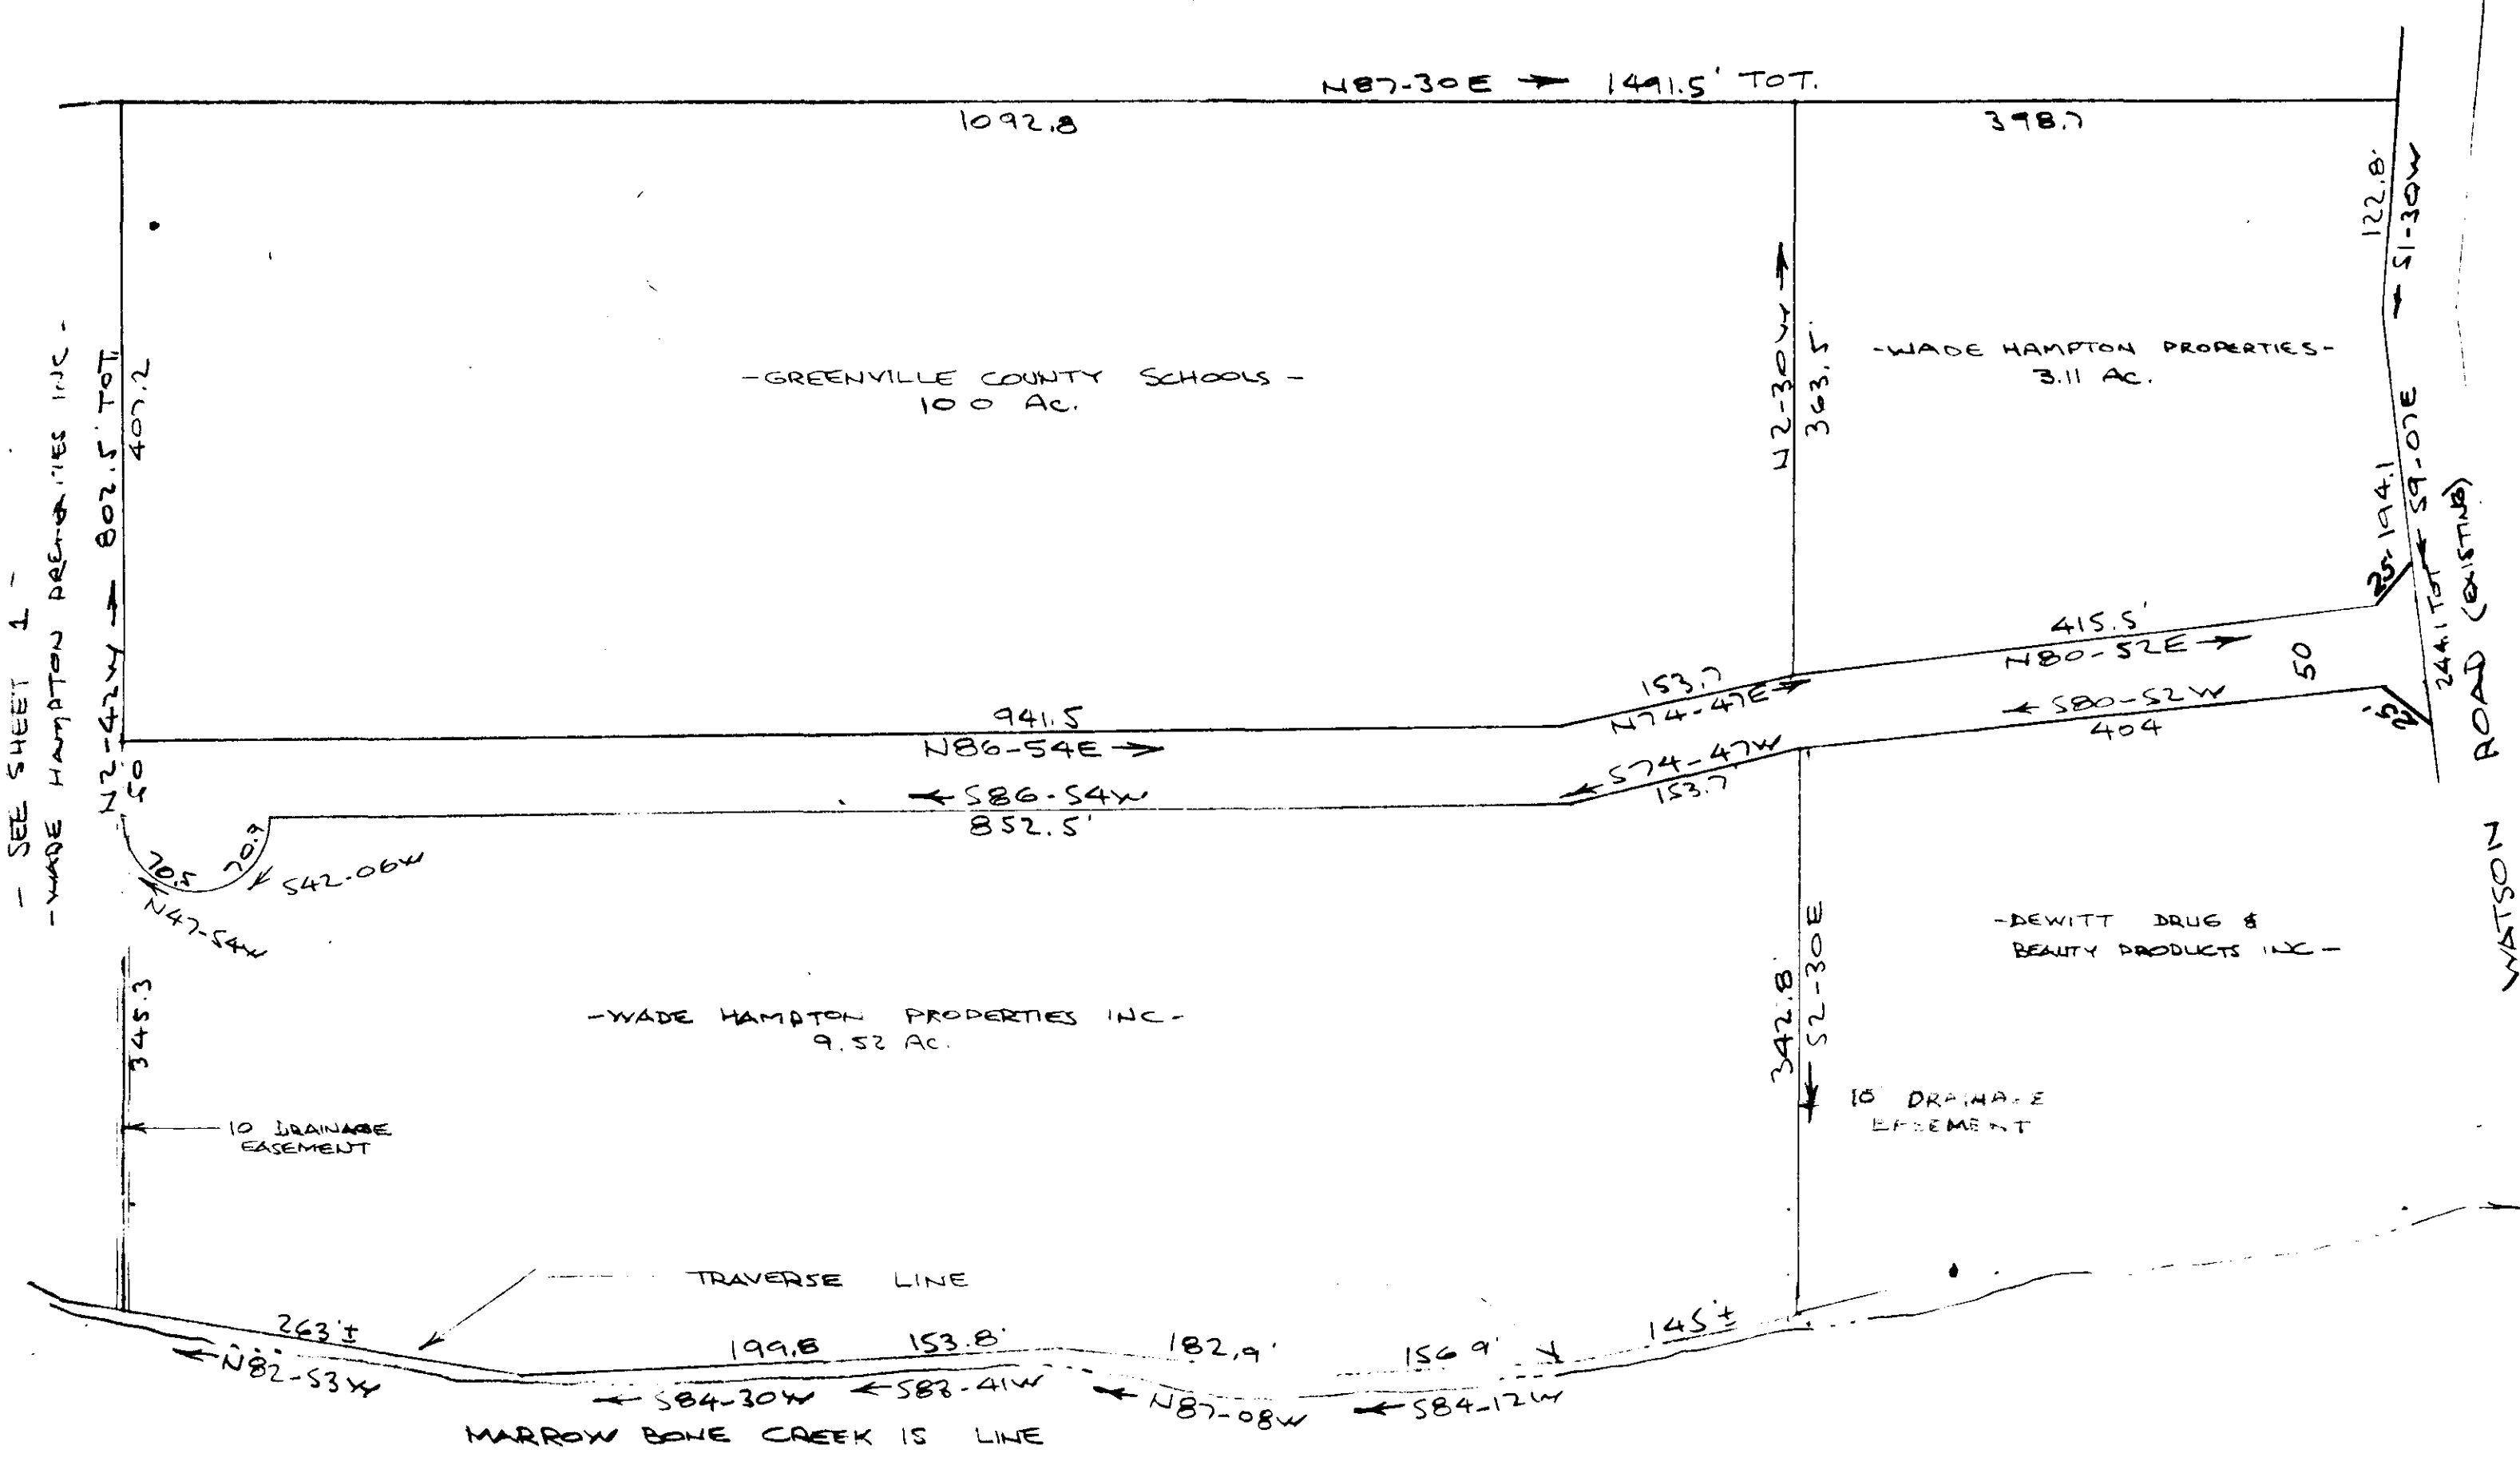 N87-30E → 1491.5' TOT.
1092.8
398.7
122.8'
← S1-30W
- SEE SHEET 1 -
-WADE HAMPTON PROPERTIES INC-
N2-42W → 802.5' TOT.
407.2
-GREENVILLE COUNTY SCHOOLS-
10 0 AC.
N2-30W →
363.5'
-WADE HAMPTON PROPERTIES-
3.11 AC.
194.1
← S9-07E
25
244.1 TOT
WATSON ROAD (EXISTING)
415.5'
N80-52E →
50
← S80-52W
404
25'
153.7
N74-47E →
← S74-47W
153.7'
941.5
N86-54E →
← S86-54W
852.5'
50
70.5
70.9
S42-06W
N47-54W
345.3
-WADE HAMPTON PROPERTIES INC-
9.52 AC.
342.8'
← S2-30E
-DEWITT DRUG &
BEAUTY PRODUCTS INC-
10 DRAINAGE
EASEMENT
10 DRAINAGE
EASEMENT
TRAVERSE LINE
263'±
← N82-53W
199.8
← S84-30W
153.8'
← S83-41W
182.9'
← N87-08W
156 9'
← S84-12W
145'±
MARROW BONE CREEK IS LINE